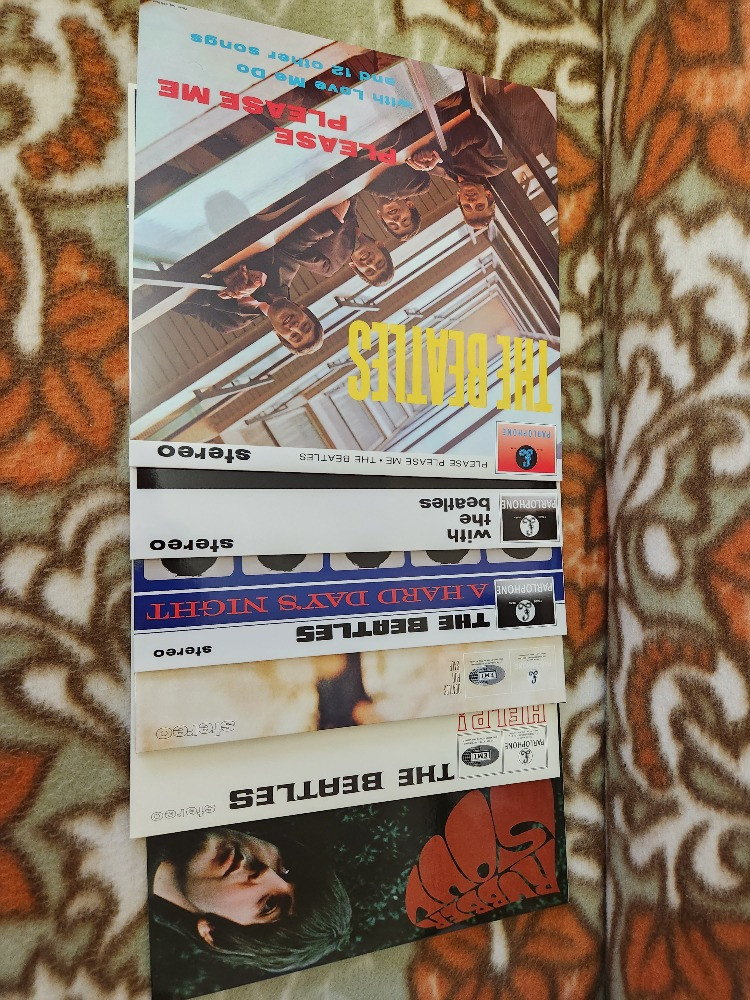 RUBBER
SOUL
THE BEATLES
stereo
PARLOPHONE
EMI
HELP!
stereo
EMI
THE BEATLES
stereo
PARLOPHONE
A HARD DAY'S NIGHT
with
the
beatles
stereo
PARLOPHONE
PLEASE PLEASE ME • THE BEATLES
stereo
PARLOPHONE
THE BEATLES
PLEASE
PLEASE ME
with Love Me Do
and 12 other songs